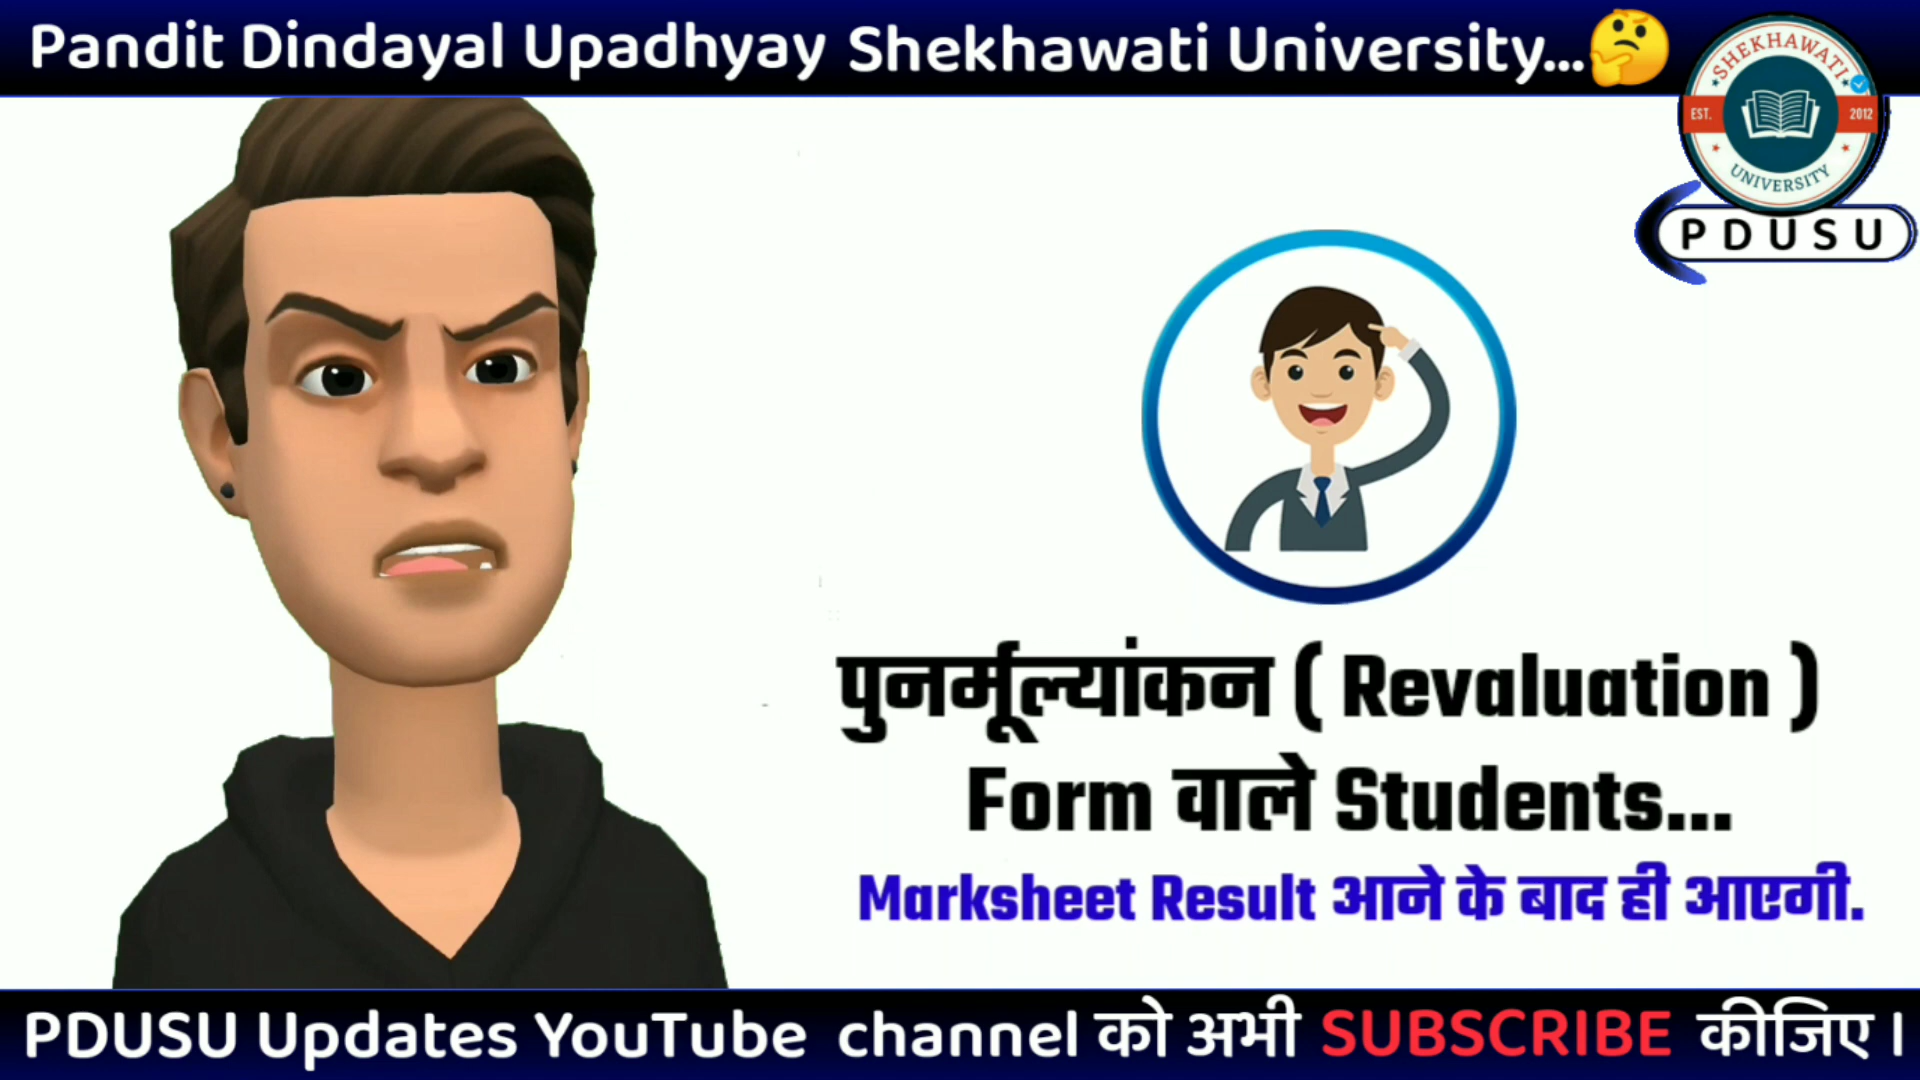 Pandit Dindayal Upadhyay Shekhawati University...🤔
SHEKHAWATI
EST. 2012
UNIVERSITY
PDUSU
पुनर्मूल्यांकन ( Revaluation )
Form वाले Students...
Marksheet Result आने के बाद ही आएगी.
PDUSU Updates YouTube channel को अभी SUBSCRIBE कीजिए ।